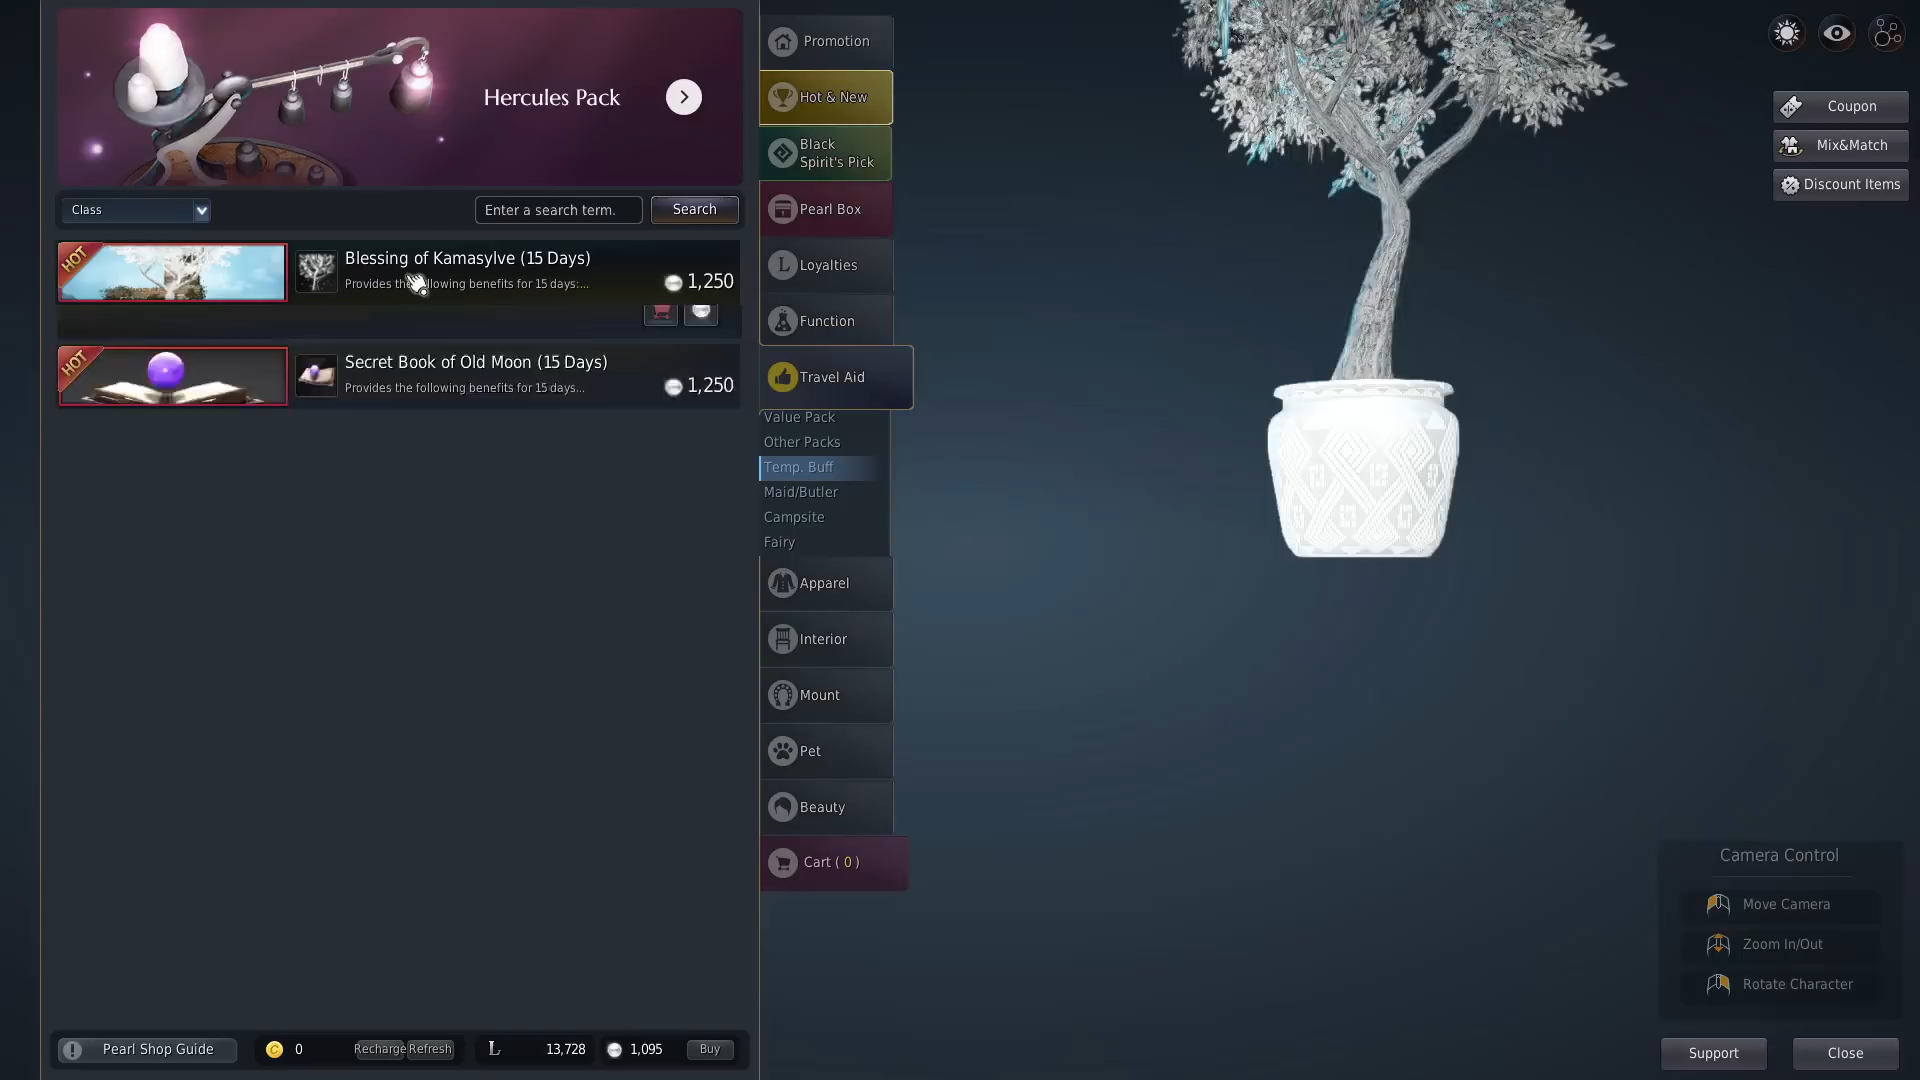 Hercules Pack
Class
Enter a search term.
Search
HOT
Blessing of Kamasylve (15 Days)
Provides the following benefits for 15 days:...
1,250
HOT
Secret Book of Old Moon (15 Days)
Provides the following benefits for 15 days...
1,250
Pearl Shop Guide
C
0
Recharge
Refresh
L
13,728
1,095
Buy
Promotion
Hot & New
Black
Spirit's Pick
Pearl Box
L
Loyalties
Function
Travel Aid
Value Pack
Other Packs
Temp. Buff
Maid/Butler
Campsite
Fairy
Apparel
Interior
Mount
Pet
Beauty
Cart ( 0 )
Coupon
Mix&Match
Discount Items
Camera Control
Move Camera
Zoom In/Out
Rotate Character
Support
Close